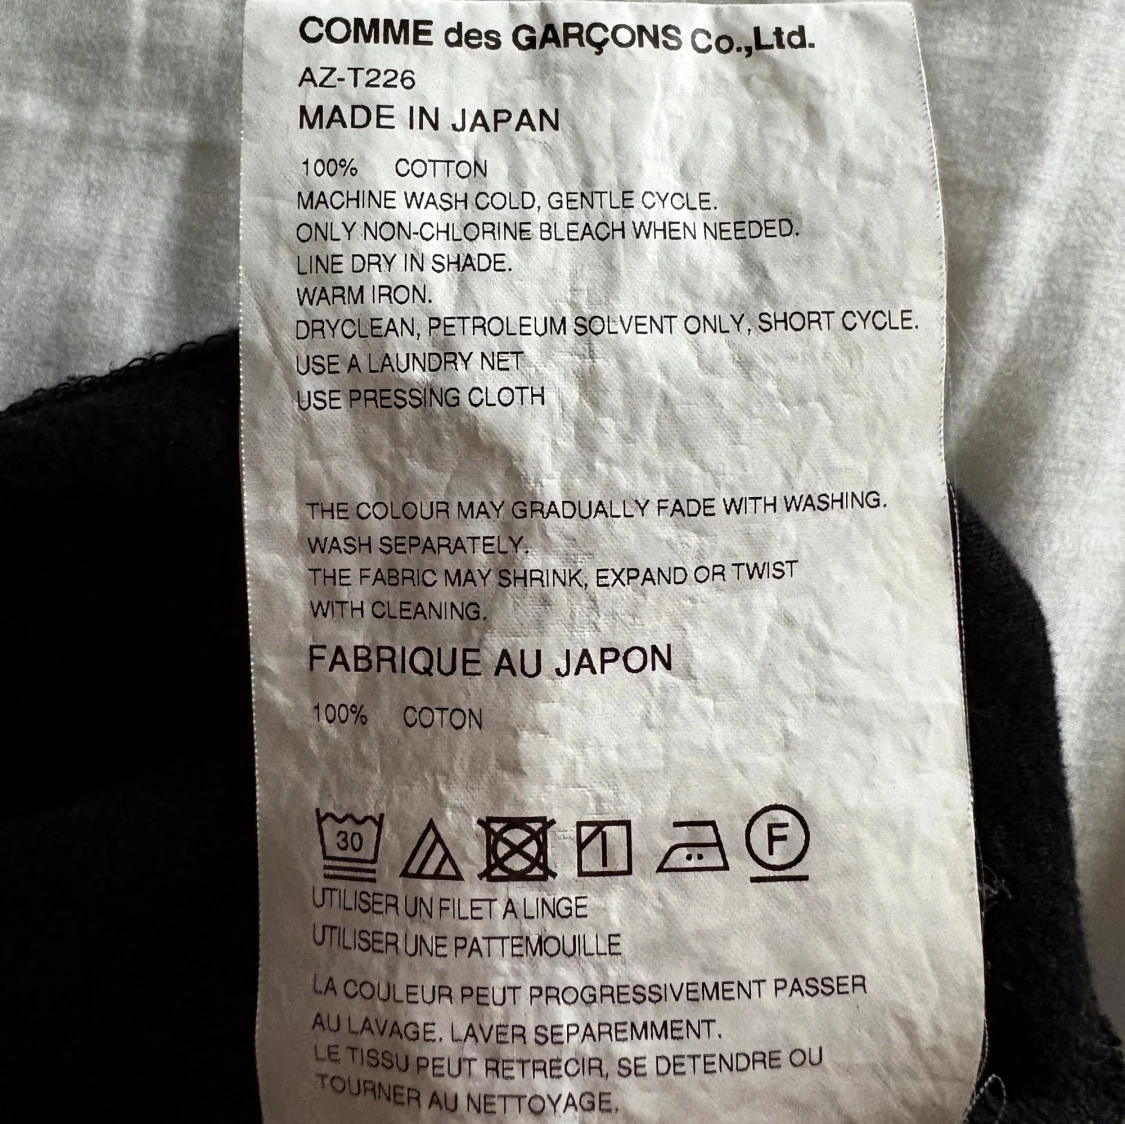 COMME des GARÇONS Co.,Ltd.
AZ-T226
MADE IN JAPAN
100% COTTON
MACHINE WASH COLD, GENTLE CYCLE.
ONLY NON-CHLORINE BLEACH WHEN NEEDED.
LINE DRY IN SHADE.
WARM IRON.
DRYCLEAN, PETROLEUM SOLVENT ONLY, SHORT CYCLE.
USE A LAUNDRY NET
USE PRESSING CLOTH
THE COLOUR MAY GRADUALLY FADE WITH WASHING.
WASH SEPARATELY.
THE FABRIC MAY SHRINK, EXPAND OR TWIST
WITH CLEANING.
FABRIQUE AU JAPON
100% COTON
30 F
UTILISER UN FILET A LINGE
UTILISER UNE PATTEMOUILLE
LA COULEUR PEUT PROGRESSIVEMENT PASSER
AU LAVAGE. LAVER SEPAREMMENT.
LE TISSU PEUT RETRECIR, SE DETENDRE OU
TOURNER AU NETTOYAGE.